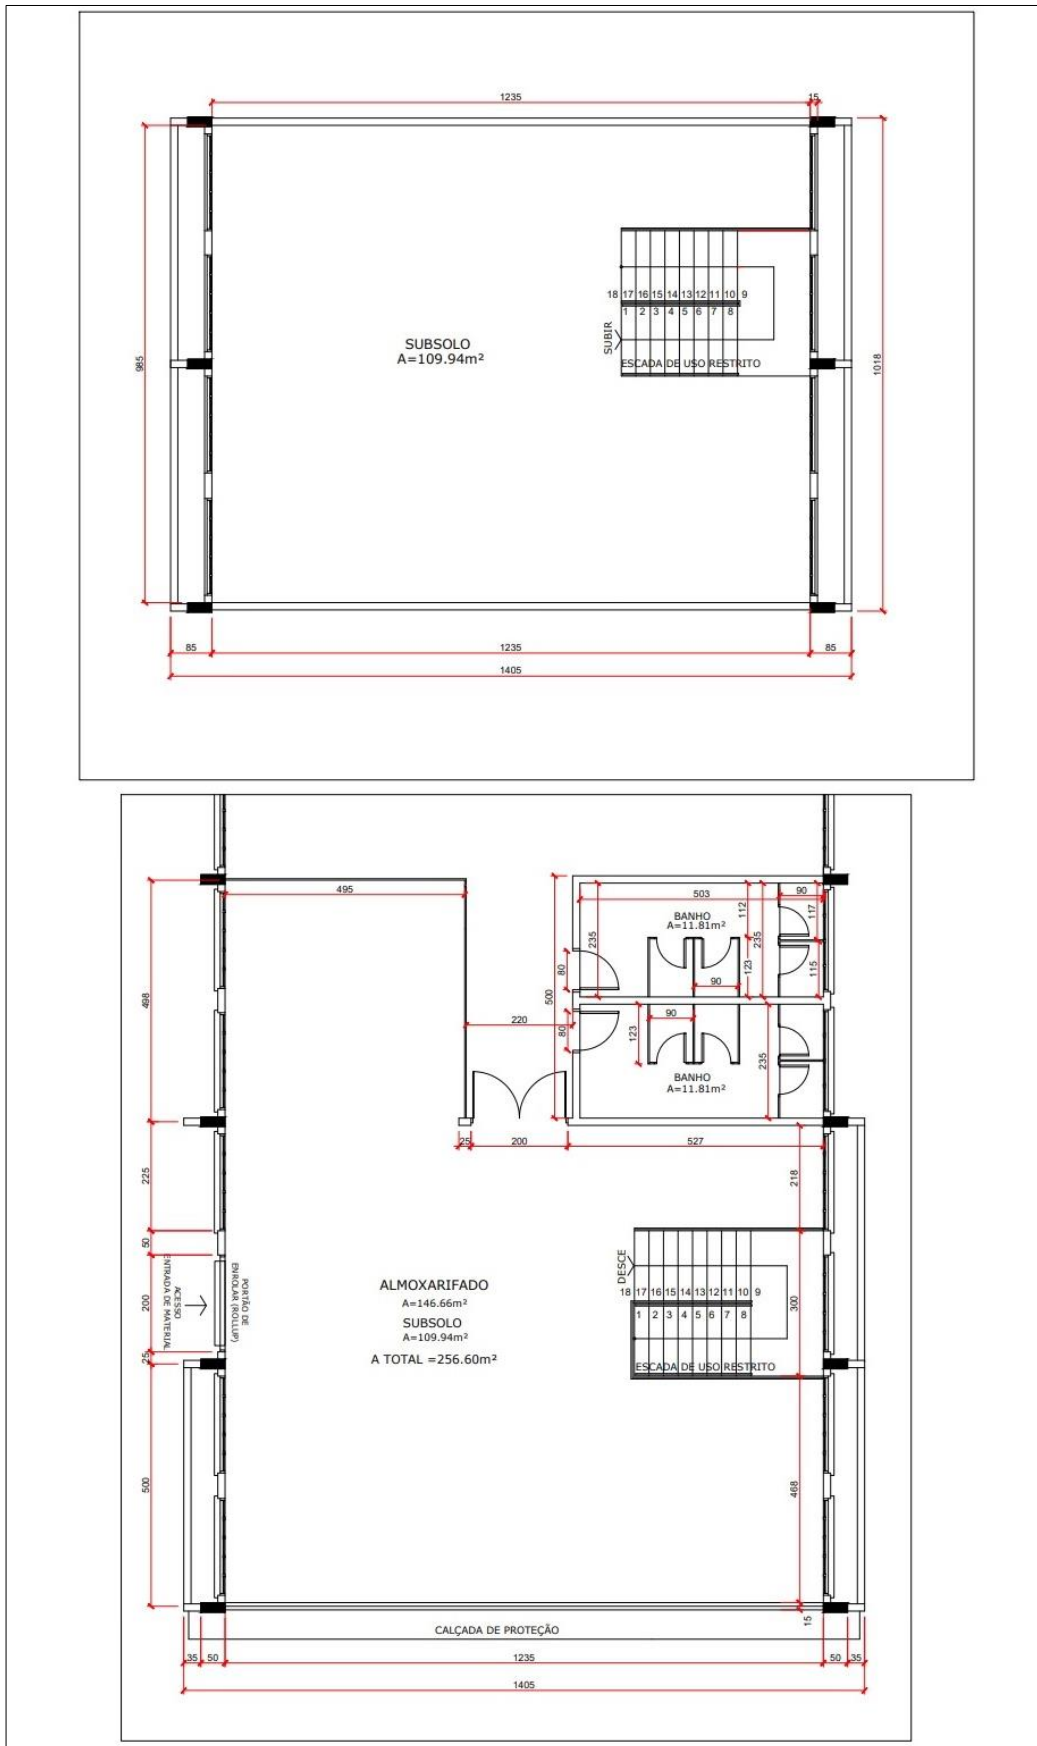 1235
15
985
1018
18 17 16 15 14 13 12 11 10 9
1 2 3 4 5 6 7 8
SUBIR
ESCADA DE USO RESTRITO
SUBSOLO
A=109.94m²
85
1235
85
1405
495
503
90
112
117
BANHO
A=11.81m²
235
235
80
123
115
90
498
500
220
90
80
123
235
BANHO
A=11.81m²
25
200
527
225
218
50
DESCE
18 17 16 15 14 13 12 11 10 9
1 2 3 4 5 6 7 8
ESCADA DE USO RESTRITO
300
200
ACESSO
ENTRADA DE MATERIAL
PORTÃO DE
ENROLAR (ROLLUP)
ALMOXARIFADO
A=146.66m²
SUBSOLO
A=109.94m²
A TOTAL =256.60m²
25
500
468
15
CALÇADA DE PROTEÇÃO
35
50
1235
50
35
1405